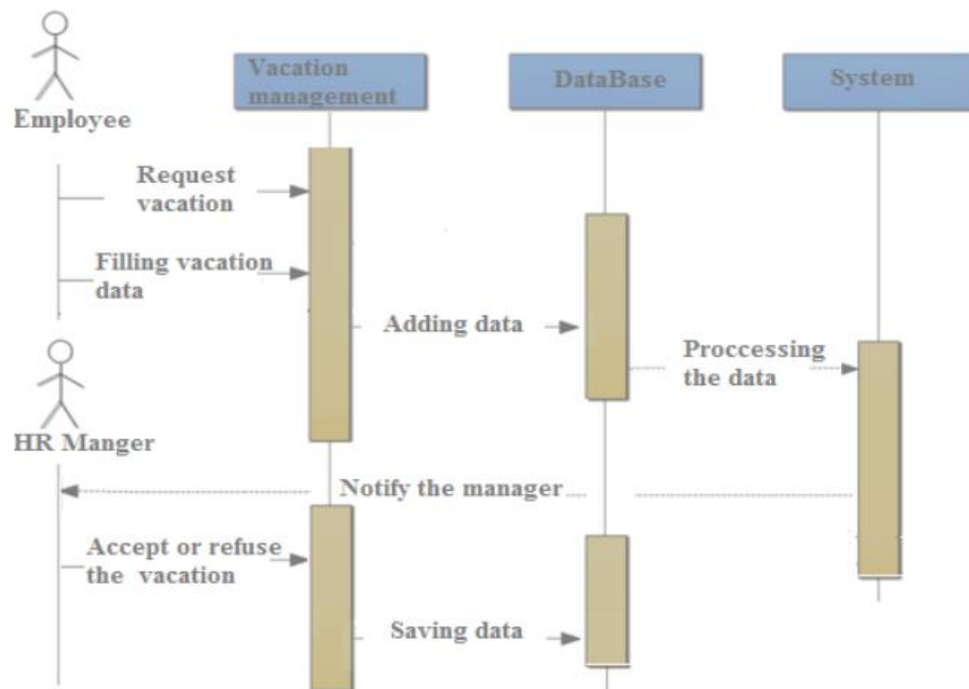 Vacation
management
DataBase
System
Employee
Request
vacation
Filling vacation
data
Adding data
Proccessing
the data
HR Manger
Notify the manager
Accept or refuse
the vacation
Saving data